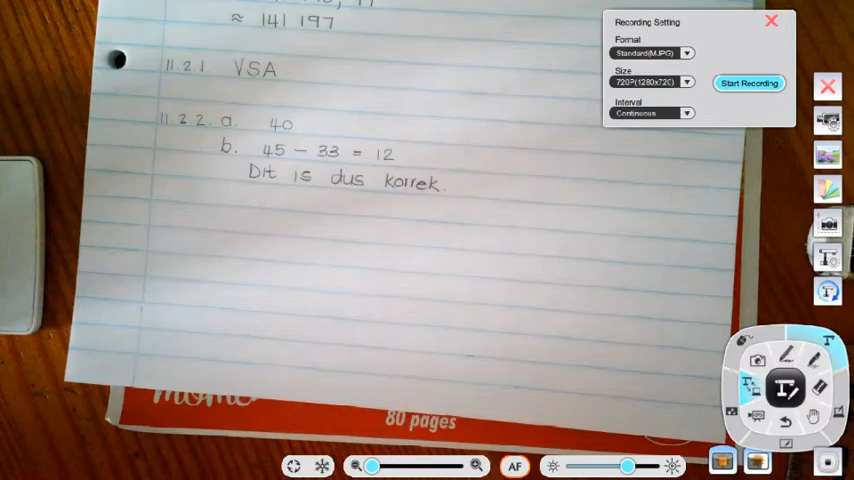 ≈ 141 197
11.2.1 VSA
11.2.2. a. 40
b. 45 - 33 = 12
Dit is dus korrek.
80 pages
Recording Setting
Format
Standard(MJPG)
Size
720P(1280x720)
Start Recording
Interval
Continuous
AF